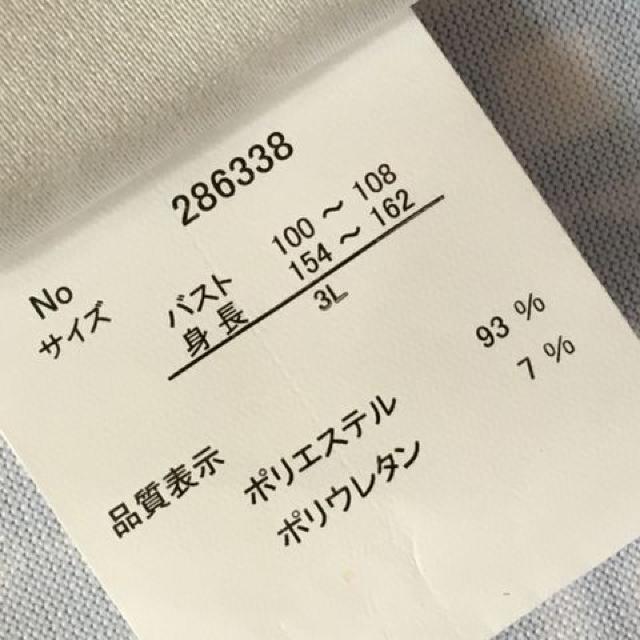 No 286338
サイズ バスト 100 〜 108
身長 154 〜 162
3L
品質表示 ポリエステル 93 %
ポリウレタン 7 %